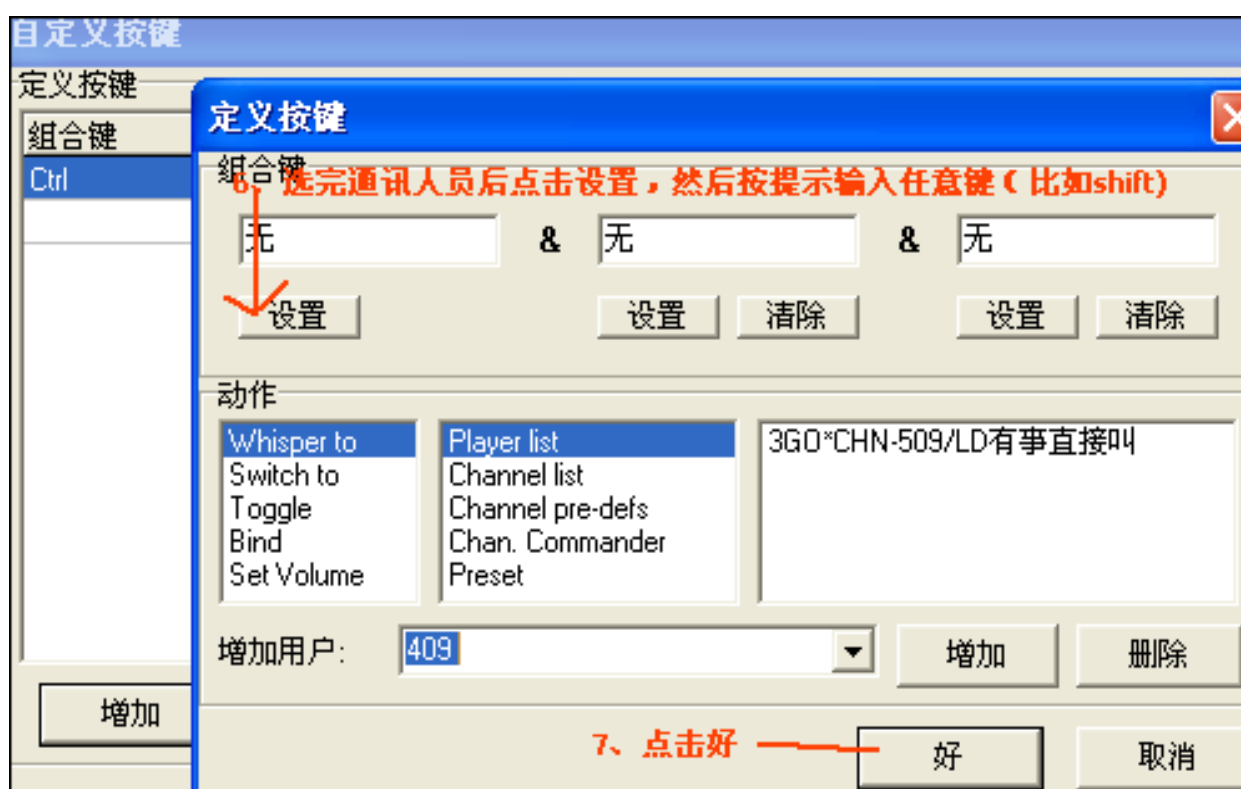 自定义按键
定义按键
组合键
Ctrl
增加
定义按键
组合键
6、选完通讯人员后点击设置，然后按提示输入任意键（比如shift)
无 & 无 & 无
设置 设置 清除 设置 清除
动作
Whisper to
Switch to
Toggle
Bind
Set Volume
Player list
Channel list
Channel pre-defs
Chan. Commander
Preset
3GO*CHN-509/LD有事直接叫
增加用户: 409 增加 删除
7、点击好
好 取消